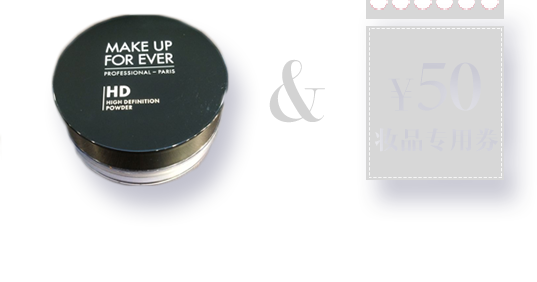 MAKE UP
FOR EVER
PROFESSIONAL – PARIS
HD
HIGH DEFINITION
POWDER
&
¥50
妆品专用券